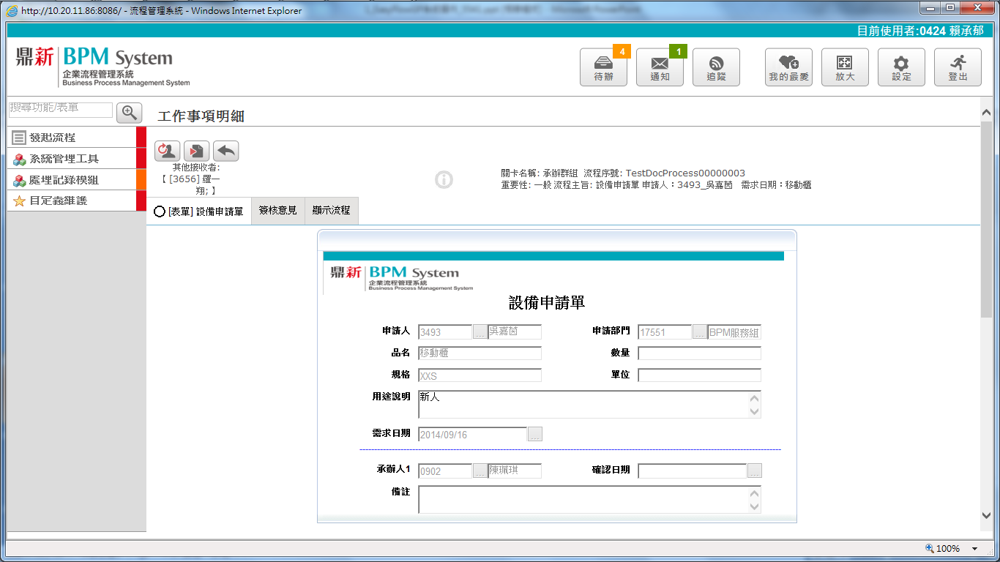 http://10.20.11.86:8086/ - 流程管理系統 - Windows Internet Explorer
目前使用者:0424 賴承郁
鼎新 BPM System
企業流程管理系統
Business Process Management System
4
待辦
1
通知
追蹤
我的最愛
放大
設定
登出
搜尋功能/表單
發起流程
系統管理工具
處理記錄模組
自定義維護
工作事項明細
其他接收者:
【 [3656] 羅一
翔; 】
關卡名稱: 承辦群組 流程序號: TestDocProcess00000003
重要性: 一般 流程主旨: 設備申請單 申請人：3493_吳嘉茵 需求日期：移動櫃
[表單] 設備申請單
簽核意見
顯示流程
鼎新 BPM System
企業流程管理系統
Business Process Management System
設備申請單
申請人 3493 ... 吳嘉茵 申請部門 17551 ... BPM服務組
品名 移動櫃 數量
規格 XXS 單位
用途說明 新人
需求日期 2014/09/16 ...
承辦人1 0902 ... 陳珮琪 確認日期 ...
備註
100%